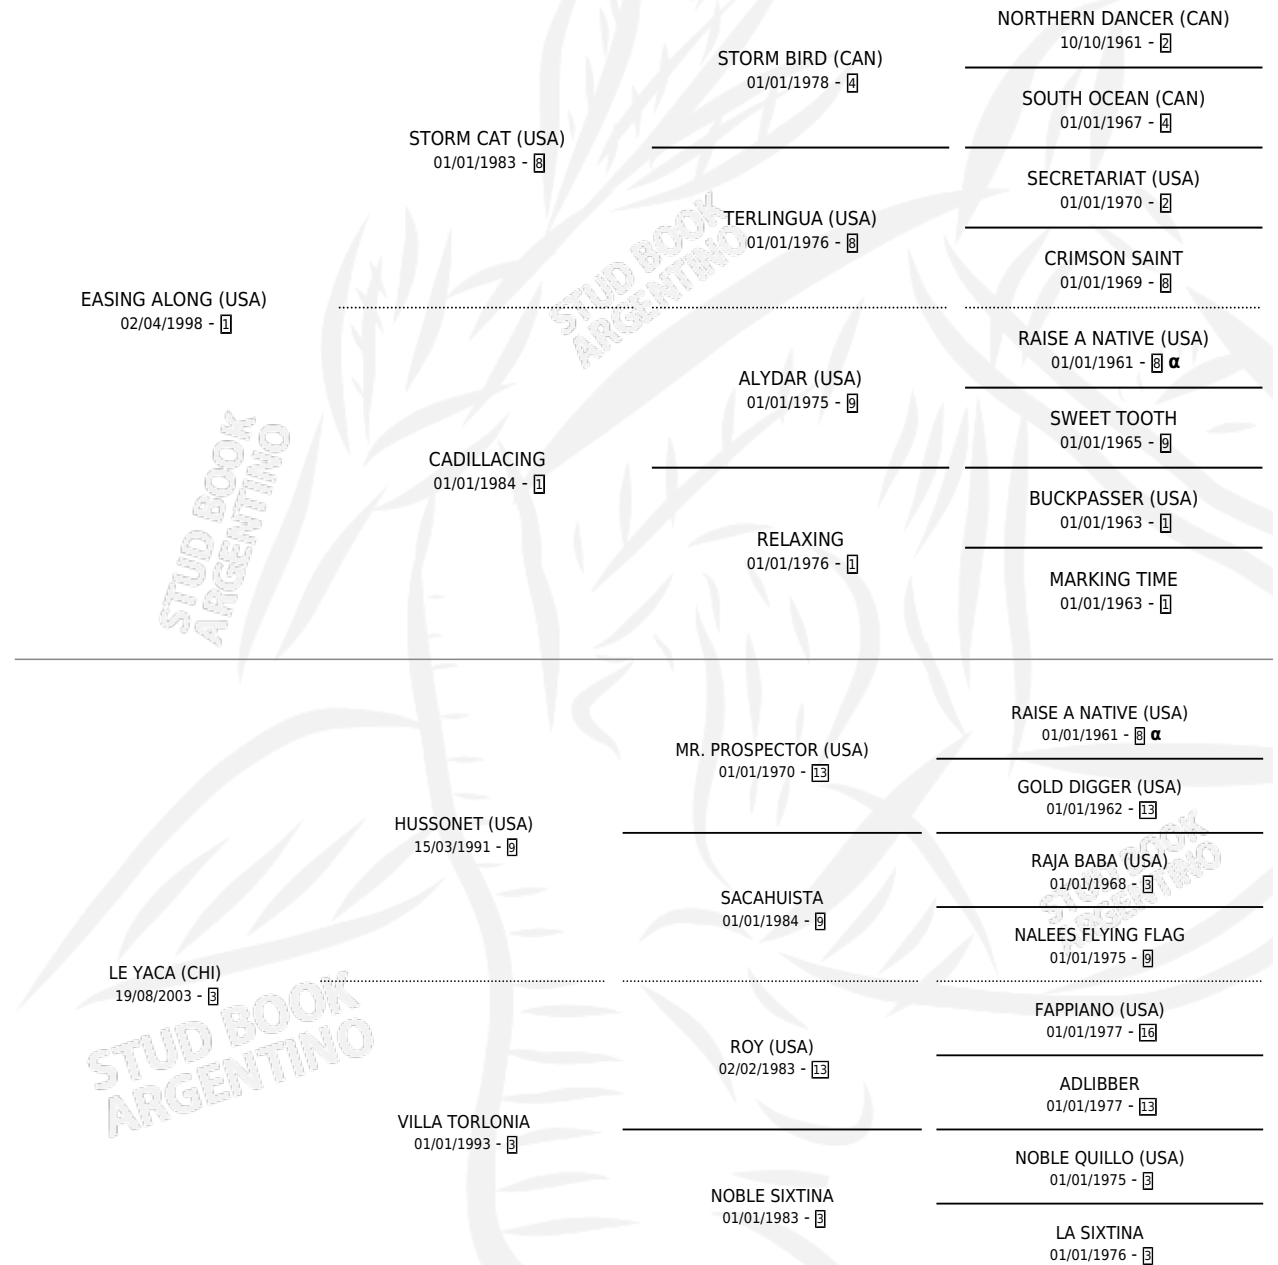 NORTHERN DANCER (CAN)
10/10/1961 - 2
STORM BIRD (CAN)
01/01/1978 - 4
SOUTH OCEAN (CAN)
01/01/1967 - 4
STORM CAT (USA)
01/01/1983 - 8
SECRETARIAT (USA)
01/01/1970 - 2
TERLINGUA (USA)
01/01/1976 - 8
CRIMSON SAINT
01/01/1969 - 8
EASING ALONG (USA)
02/04/1998 - 1
RAISE A NATIVE (USA)
01/01/1961 - 8 α
ALYDAR (USA)
01/01/1975 - 9
SWEET TOOTH
01/01/1965 - 9
CADILLACING
01/01/1984 - 1
BUCKPASSER (USA)
01/01/1963 - 1
RELAXING
01/01/1976 - 1
MARKING TIME
01/01/1963 - 1
RAISE A NATIVE (USA)
01/01/1961 - 8 α
MR. PROSPECTOR (USA)
01/01/1970 - 13
GOLD DIGGER (USA)
01/01/1962 - 13
HUSSONET (USA)
15/03/1991 - 9
RAJA BABA (USA)
01/01/1968 - 3
SACAHUISTA
01/01/1984 - 9
NALEES FLYING FLAG
01/01/1975 - 9
LE YACA (CHI)
19/08/2003 - 3
FAPPIANO (USA)
01/01/1977 - 16
ROY (USA)
02/02/1983 - 13
ADLIBBER
01/01/1977 - 13
VILLA TORLONIA
01/01/1993 - 3
NOBLE QUILLO (USA)
01/01/1975 - 3
NOBLE SIXTINA
01/01/1983 - 3
LA SIXTINA
01/01/1976 - 3
STUD BOOK
ARGENTINO
STUD BOOK
ARGENTINO
STUD BOOK
ARGENTINO
STUD BOOK
ARGENTINO